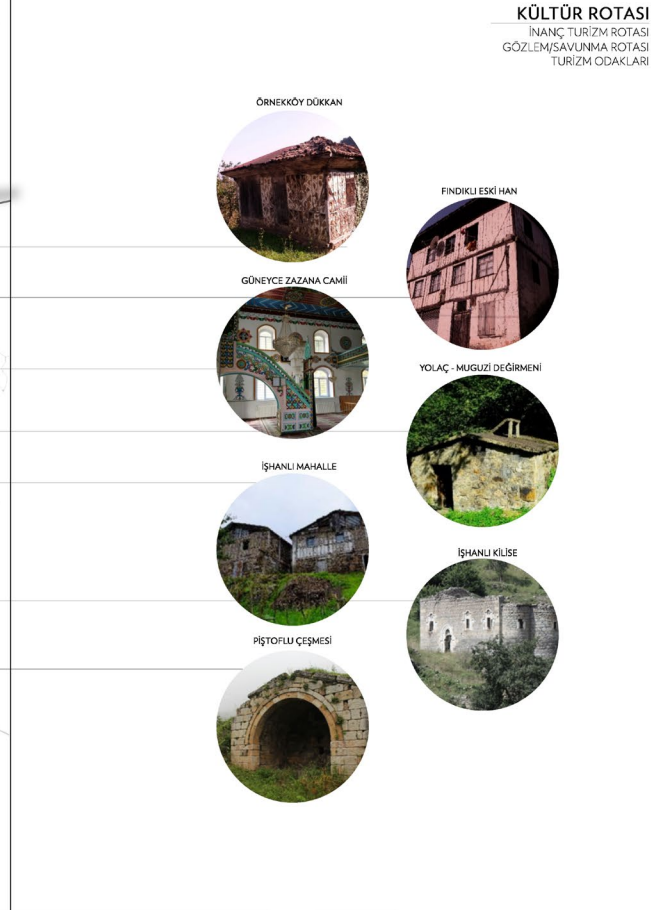 KÜLTÜR ROTASI
İNANÇ TURİZM ROTASI
GÖZLEM/SAVUNMA ROTASI
TURİZM ODAKLARI
ÖRNEKKÖY DÜKKAN
FINDIKLI ESKİ HAN
GÜNEYCE ZAZANA CAMİİ
YOLAÇ - MUGUZİ DEĞİRMENİ
İŞHANLI MAHALLE
İŞHANLI KİLİSE
PİŞTOFLU ÇEŞMESİ